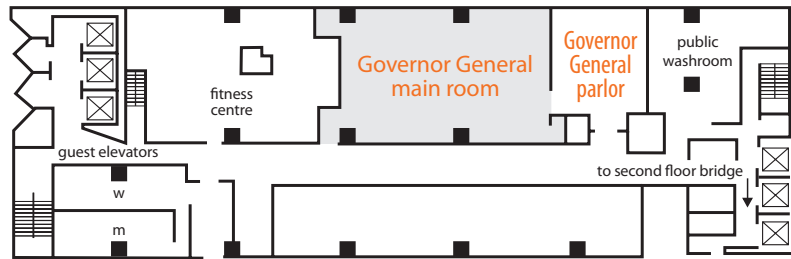 Governor General
main room
Governor
General
parlor
public
washroom
fitness
centre
guest elevators
to second floor bridge
w
m